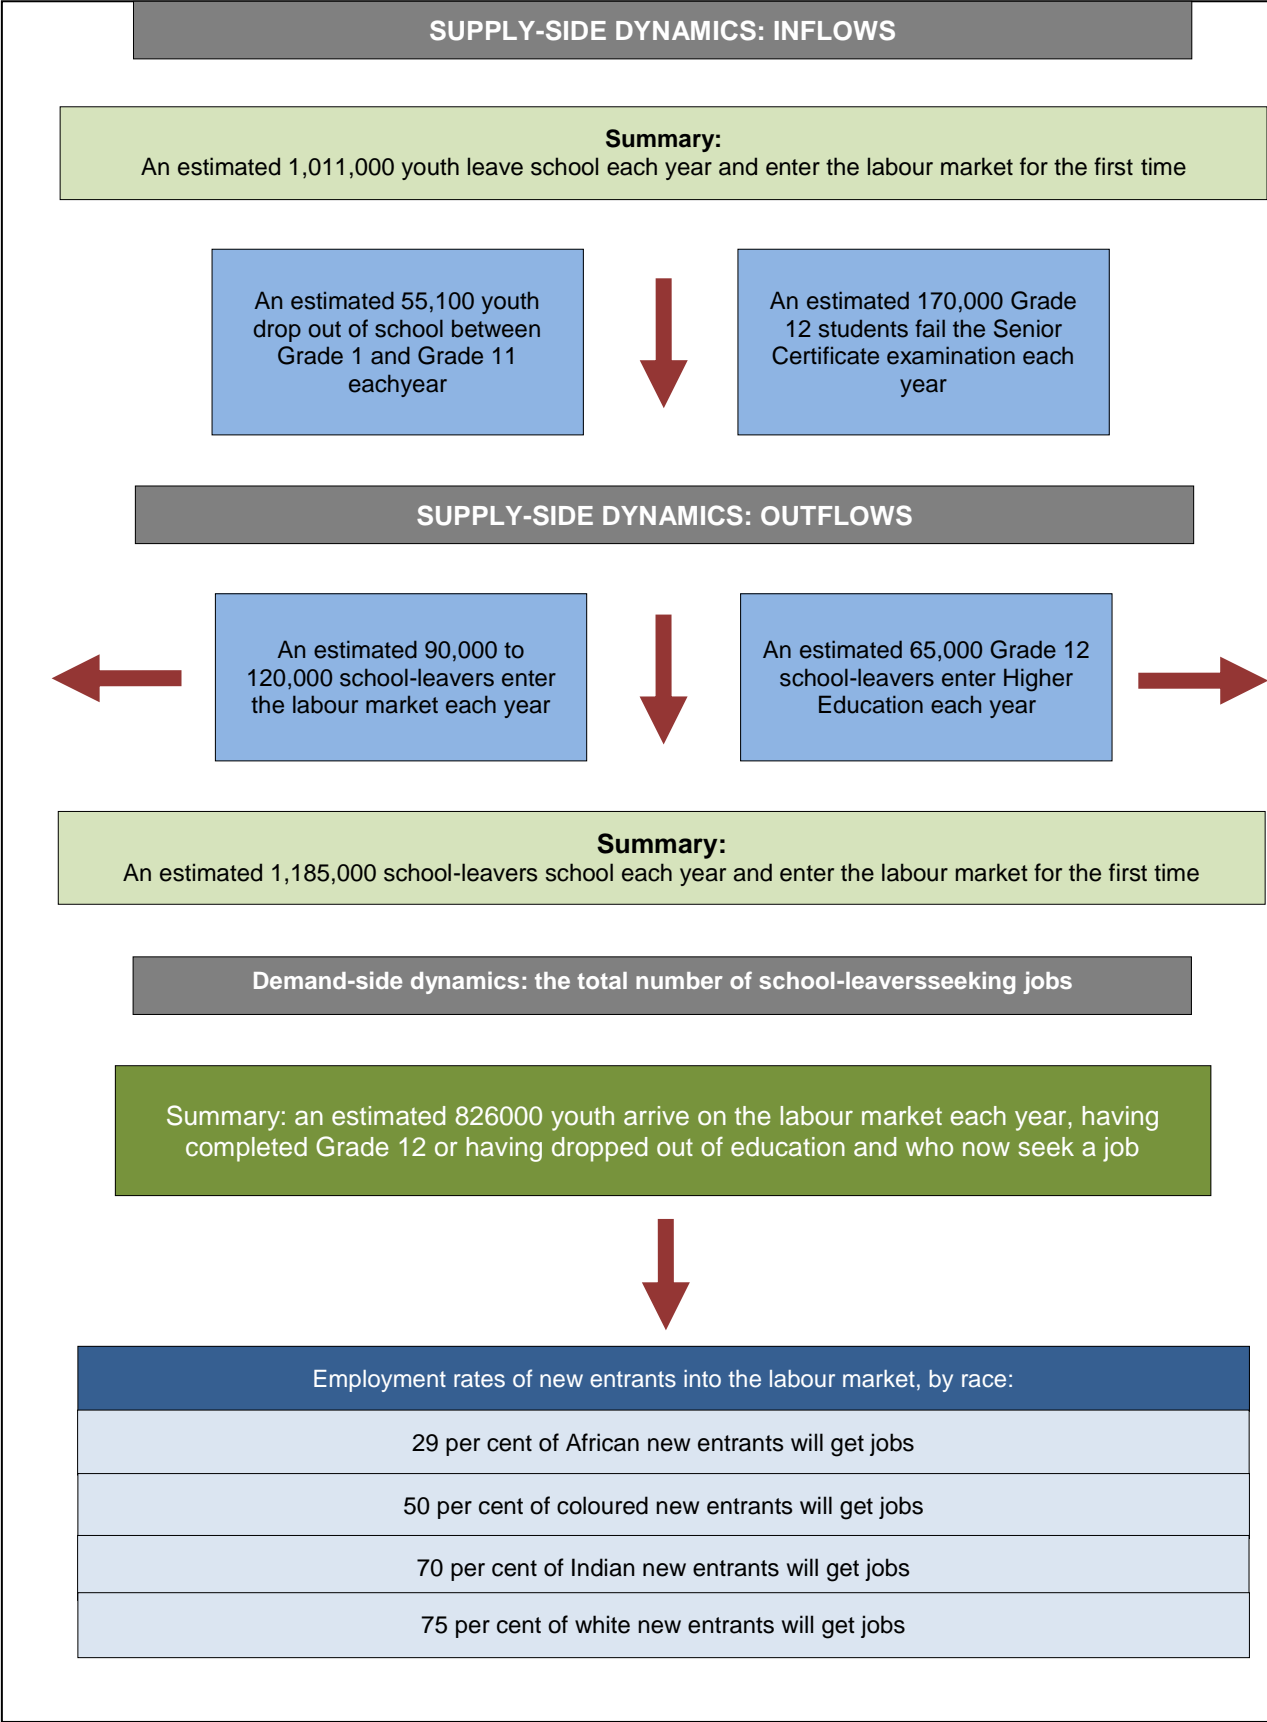 SUPPLY-SIDE DYNAMICS: INFLOWS
Summary:
An estimated 1,011,000 youth leave school each year and enter the labour market for the first time
An estimated 55,100 youth
drop out of school between
Grade 1 and Grade 11
eachyear
An estimated 170,000 Grade
12 students fail the Senior
Certificate examination each
year
SUPPLY-SIDE DYNAMICS: OUTFLOWS
An estimated 90,000 to
120,000 school-leavers enter
the labour market each year
An estimated 65,000 Grade 12
school-leavers enter Higher
Education each year
Summary:
An estimated 1,185,000 school-leavers school each year and enter the labour market for the first time
Demand-side dynamics: the total number of school-leaversseeking jobs
Summary: an estimated 826000 youth arrive on the labour market each year, having
completed Grade 12 or having dropped out of education and who now seek a job
Employment rates of new entrants into the labour market, by race:
29 per cent of African new entrants will get jobs
50 per cent of coloured new entrants will get jobs
70 per cent of Indian new entrants will get jobs
75 per cent of white new entrants will get jobs